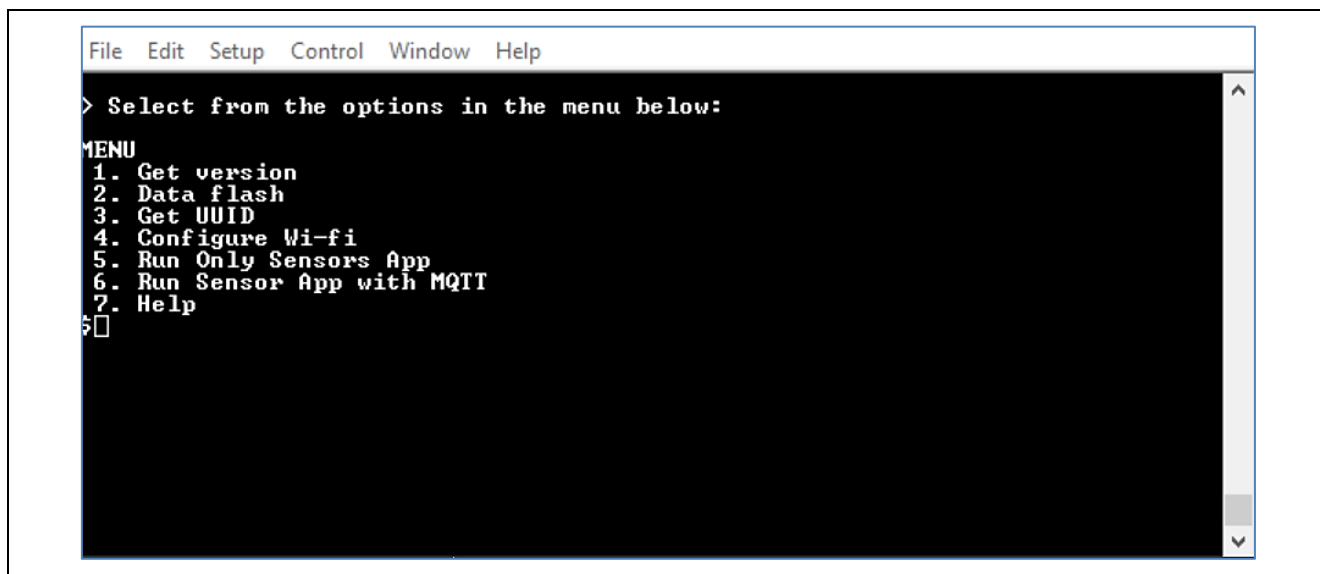 File Edit Setup Control Window Help
> Select from the options in the menu below:
MENU
1. Get version
2. Data flash
3. Get UUID
4. Configure Wi-fi
5. Run Only Sensors App
6. Run Sensor App with MQTT
7. Help
$